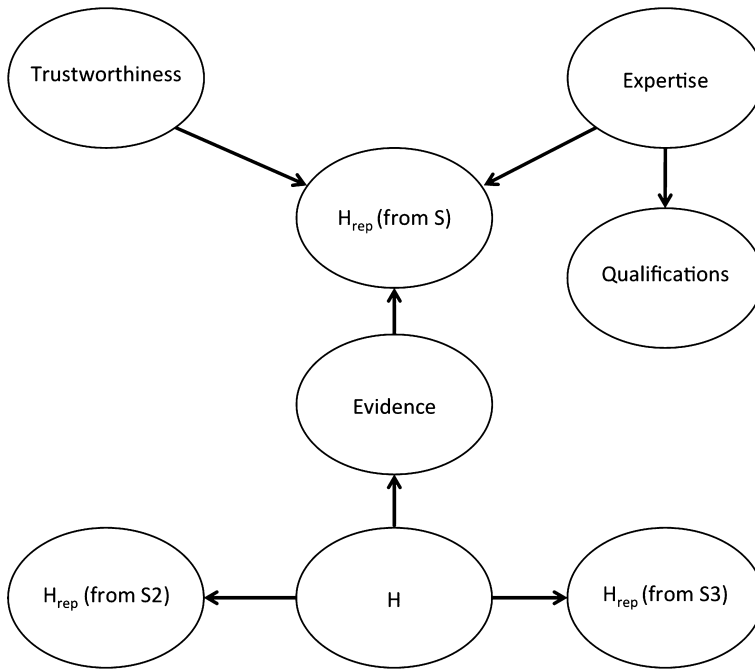 Trustworthiness
Expertise
H_rep (from S)
Qualifications
Evidence
H_rep (from S2)
H
H_rep (from S3)